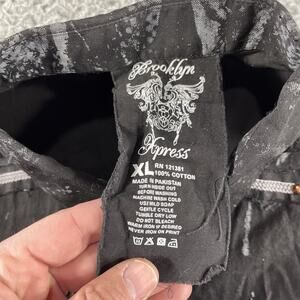 Brooklyn
Xpress
XL RN 121381
100% COTTON
MADE IN PAKISTAN
TURN INSIDE OUT
BEFORE WASHING
MACHINE WASH COLD
USE MILD SOAP
GENTLE CYCLE
TUMBLE DRY LOW
DO NOT BLEACH
WARM IRON IF DESIRED
NEVER IRON ON PRINT